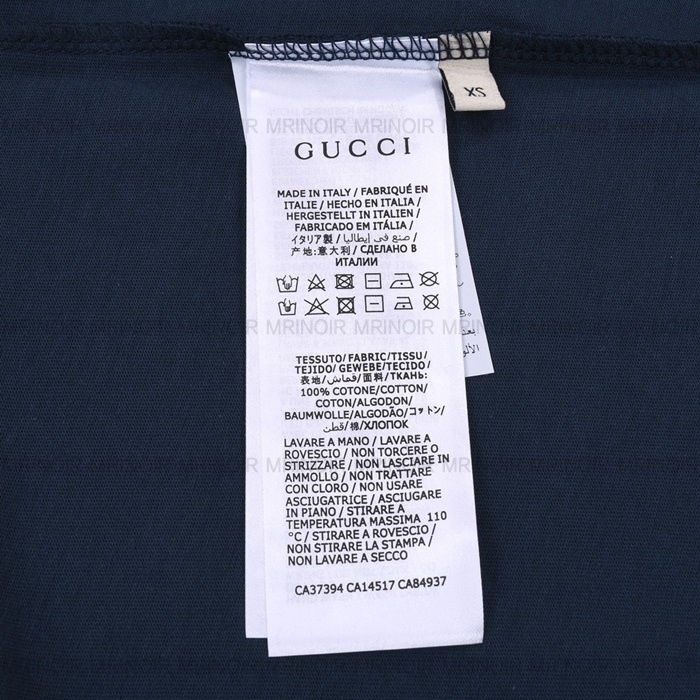 XS
GUCCI
MADE IN ITALY / FABRIQUÉ EN
ITALIE / HECHO EN ITALIA /
HERGESTELLT IN ITALIEN /
FABRICADO EM ITÁLIA /
イタリア製 / صنع في إيطاليا /
产地:意大利 / СДЕЛАНО В
ИТАЛИИ
MRINOIR MRINOIR MRINOIR MRINOIR MRINOIR MRINOIR
TESSUTO/ FABRIC/TISSU/
TEJIDO/ GEWEBE/TECIDO/
表地/قماش/面料/ТКАНЬ:
100% COTONE/COTTON/
COTON/ALGODON/
BAUMWOLLE/ALGODÃO/コットン/
قطن/棉/ХЛОПОК
LAVARE A MANO / LAVARE A
ROVESCIO / NON TORCERE O
STRIZZARE / NON LASCIARE IN
AMMOLLO / NON TRATTARE
CON CLORO / NON USARE
ASCIUGATRICE / ASCIUGARE
IN PIANO / STIRARE A
TEMPERATURA MASSIMA 110
°C / STIRARE A ROVESCIO /
NON STIRARE LA STAMPA /
NON LAVARE A SECCO
CA37394 CA14517 CA84937